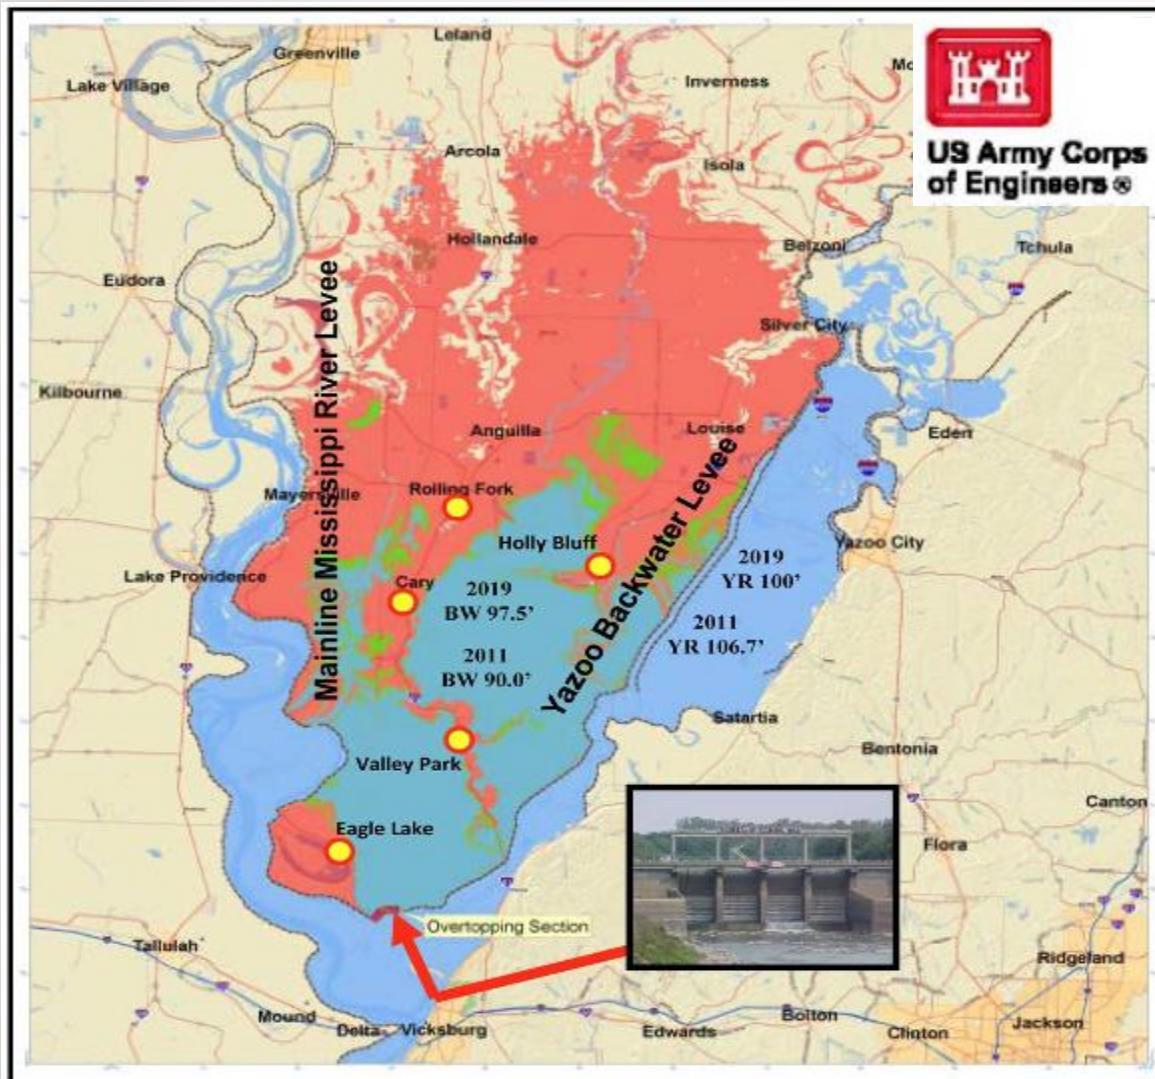 Leland
Greenville
Lake Village
Inverness
US Army Corps
of Engineers ®
Arcola
Isola
Hollandale
Belzoni
Tchula
Eudora
Silver City
Kilbourne
Mainline Mississippi River Levee
Anguilla
Louise
Eden
Mayersville
Rolling Fork
Holly Bluff
Yazoo City
Lake Providence
Cary
2019
BW 97.5'
2019
YR 100'
Yazoo Backwater Levee
2011
BW 90.0'
2011
YR 106.7'
Satartia
Bentonia
Valley Park
Canton
Eagle Lake
Flora
Overtopping Section
Tallulah
Ridgeland
Mound
Delta
Vicksburg
Edwards
Bolton
Clinton
Jackson